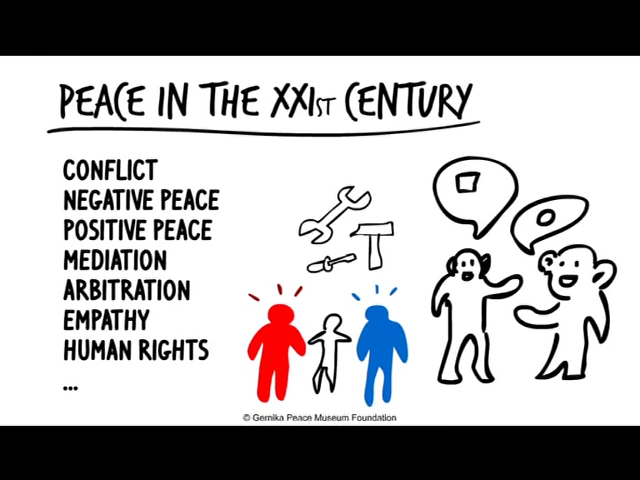 PEACE IN THE XXIST CENTURY
CONFLICT
NEGATIVE PEACE
POSITIVE PEACE
MEDIATION
ARBITRATION
EMPATHY
HUMAN RIGHTS
...
© Gernika Peace Museum Foundation